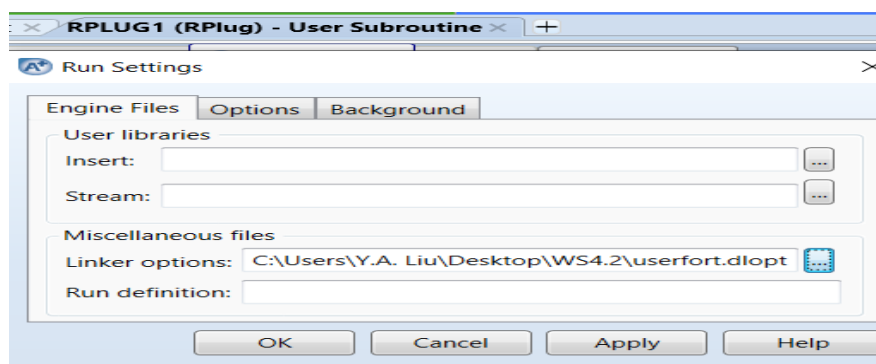 RPLUG1 (RPlug) - User Subroutine
Run Settings
Engine Files Options Background
User libraries
Insert: ...
Stream: ...
Miscellaneous files
Linker options: C:\Users\Y.A. Liu\Desktop\WS4.2\userfort.dlopt ...
Run definition:
OK Cancel Apply Help